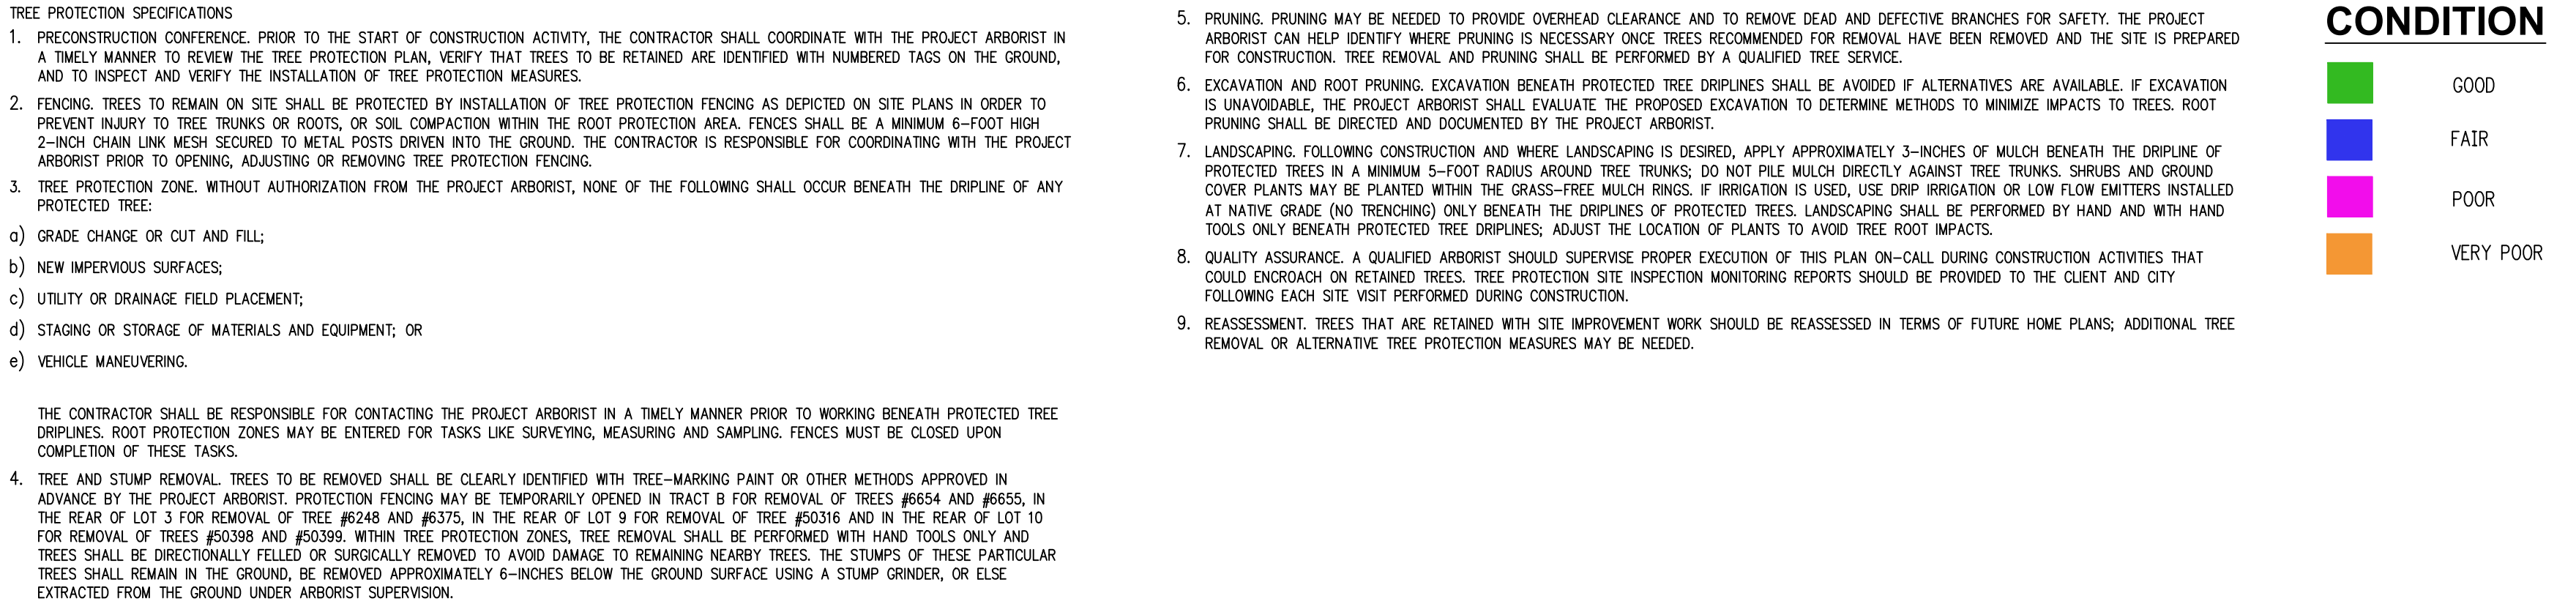 TREE PROTECTION SPECIFICATIONS
1. PRECONSTRUCTION CONFERENCE. PRIOR TO THE START OF CONSTRUCTION ACTIVITY, THE CONTRACTOR SHALL COORDINATE WITH THE PROJECT ARBORIST IN
A TIMELY MANNER TO REVIEW THE TREE PROTECTION PLAN, VERIFY THAT TREES TO BE RETAINED ARE IDENTIFIED WITH NUMBERED TAGS ON THE GROUND,
AND TO INSPECT AND VERIFY THE INSTALLATION OF TREE PROTECTION MEASURES.
2. FENCING. TREES TO REMAIN ON SITE SHALL BE PROTECTED BY INSTALLATION OF TREE PROTECTION FENCING AS DEPICTED ON SITE PLANS IN ORDER TO
PREVENT INJURY TO TREE TRUNKS OR ROOTS, OR SOIL COMPACTION WITHIN THE ROOT PROTECTION AREA. FENCES SHALL BE A MINIMUM 6-FOOT HIGH
2-INCH CHAIN LINK MESH SECURED TO METAL POSTS DRIVEN INTO THE GROUND. THE CONTRACTOR IS RESPONSIBLE FOR COORDINATING WITH THE PROJECT
ARBORIST PRIOR TO OPENING, ADJUSTING OR REMOVING TREE PROTECTION FENCING.
3. TREE PROTECTION ZONE. WITHOUT AUTHORIZATION FROM THE PROJECT ARBORIST, NONE OF THE FOLLOWING SHALL OCCUR BENEATH THE DRIPLINE OF ANY
PROTECTED TREE:
a) GRADE CHANGE OR CUT AND FILL;
b) NEW IMPERVIOUS SURFACES;
c) UTILITY OR DRAINAGE FIELD PLACEMENT;
d) STAGING OR STORAGE OF MATERIALS AND EQUIPMENT; OR
e) VEHICLE MANEUVERING.
THE CONTRACTOR SHALL BE RESPONSIBLE FOR CONTACTING THE PROJECT ARBORIST IN A TIMELY MANNER PRIOR TO WORKING BENEATH PROTECTED TREE
DRIPLINES. ROOT PROTECTION ZONES MAY BE ENTERED FOR TASKS LIKE SURVEYING, MEASURING AND SAMPLING. FENCES MUST BE CLOSED UPON
COMPLETION OF THESE TASKS.
4. TREE AND STUMP REMOVAL. TREES TO BE REMOVED SHALL BE CLEARLY IDENTIFIED WITH TREE-MARKING PAINT OR OTHER METHODS APPROVED IN
ADVANCE BY THE PROJECT ARBORIST. PROTECTION FENCING MAY BE TEMPORARILY OPENED IN TRACT B FOR REMOVAL OF TREES #6654 AND #6655, IN
THE REAR OF LOT 3 FOR REMOVAL OF TREE #6248 AND #6375, IN THE REAR OF LOT 9 FOR REMOVAL OF TREE #50316 AND IN THE REAR OF LOT 10
FOR REMOVAL OF TREES #50398 AND #50399. WITHIN TREE PROTECTION ZONES, TREE REMOVAL SHALL BE PERFORMED WITH HAND TOOLS ONLY AND
TREES SHALL BE DIRECTIONALLY FELLED OR SURGICALLY REMOVED TO AVOID DAMAGE TO REMAINING NEARBY TREES. THE STUMPS OF THESE PARTICULAR
TREES SHALL REMAIN IN THE GROUND, BE REMOVED APPROXIMATELY 6-INCHES BELOW THE GROUND SURFACE USING A STUMP GRINDER, OR ELSE
EXTRACTED FROM THE GROUND UNDER ARBORIST SUPERVISION.
5. PRUNING. PRUNING MAY BE NEEDED TO PROVIDE OVERHEAD CLEARANCE AND TO REMOVE DEAD AND DEFECTIVE BRANCHES FOR SAFETY. THE PROJECT
ARBORIST CAN HELP IDENTIFY WHERE PRUNING IS NECESSARY ONCE TREES RECOMMENDED FOR REMOVAL HAVE BEEN REMOVED AND THE SITE IS PREPARED
FOR CONSTRUCTION. TREE REMOVAL AND PRUNING SHALL BE PERFORMED BY A QUALIFIED TREE SERVICE.
6. EXCAVATION AND ROOT PRUNING. EXCAVATION BENEATH PROTECTED TREE DRIPLINES SHALL BE AVOIDED IF ALTERNATIVES ARE AVAILABLE. IF EXCAVATION
IS UNAVOIDABLE, THE PROJECT ARBORIST SHALL EVALUATE THE PROPOSED EXCAVATION TO DETERMINE METHODS TO MINIMIZE IMPACTS TO TREES. ROOT
PRUNING SHALL BE DIRECTED AND DOCUMENTED BY THE PROJECT ARBORIST.
7. LANDSCAPING. FOLLOWING CONSTRUCTION AND WHERE LANDSCAPING IS DESIRED, APPLY APPROXIMATELY 3-INCHES OF MULCH BENEATH THE DRIPLINE OF
PROTECTED TREES IN A MINIMUM 5-FOOT RADIUS AROUND TREE TRUNKS; DO NOT PILE MULCH DIRECTLY AGAINST TREE TRUNKS. SHRUBS AND GROUND
COVER PLANTS MAY BE PLANTED WITHIN THE GRASS-FREE MULCH RINGS. IF IRRIGATION IS USED, USE DRIP IRRIGATION OR LOW FLOW EMITTERS INSTALLED
AT NATIVE GRADE (NO TRENCHING) ONLY BENEATH THE DRIPLINES OF PROTECTED TREES. LANDSCAPING SHALL BE PERFORMED BY HAND AND WITH HAND
TOOLS ONLY BENEATH PROTECTED TREE DRIPLINES; ADJUST THE LOCATION OF PLANTS TO AVOID TREE ROOT IMPACTS.
8. QUALITY ASSURANCE. A QUALIFIED ARBORIST SHOULD SUPERVISE PROPER EXECUTION OF THIS PLAN ON-CALL DURING CONSTRUCTION ACTIVITIES THAT
COULD ENCROACH ON RETAINED TREES. TREE PROTECTION SITE INSPECTION MONITORING REPORTS SHOULD BE PROVIDED TO THE CLIENT AND CITY
FOLLOWING EACH SITE VISIT PERFORMED DURING CONSTRUCTION.
9. REASSESSMENT. TREES THAT ARE RETAINED WITH SITE IMPROVEMENT WORK SHOULD BE REASSESSED IN TERMS OF FUTURE HOME PLANS; ADDITIONAL TREE
REMOVAL OR ALTERNATIVE TREE PROTECTION MEASURES MAY BE NEEDED.
CONDITION
GOOD
FAIR
POOR
VERY POOR